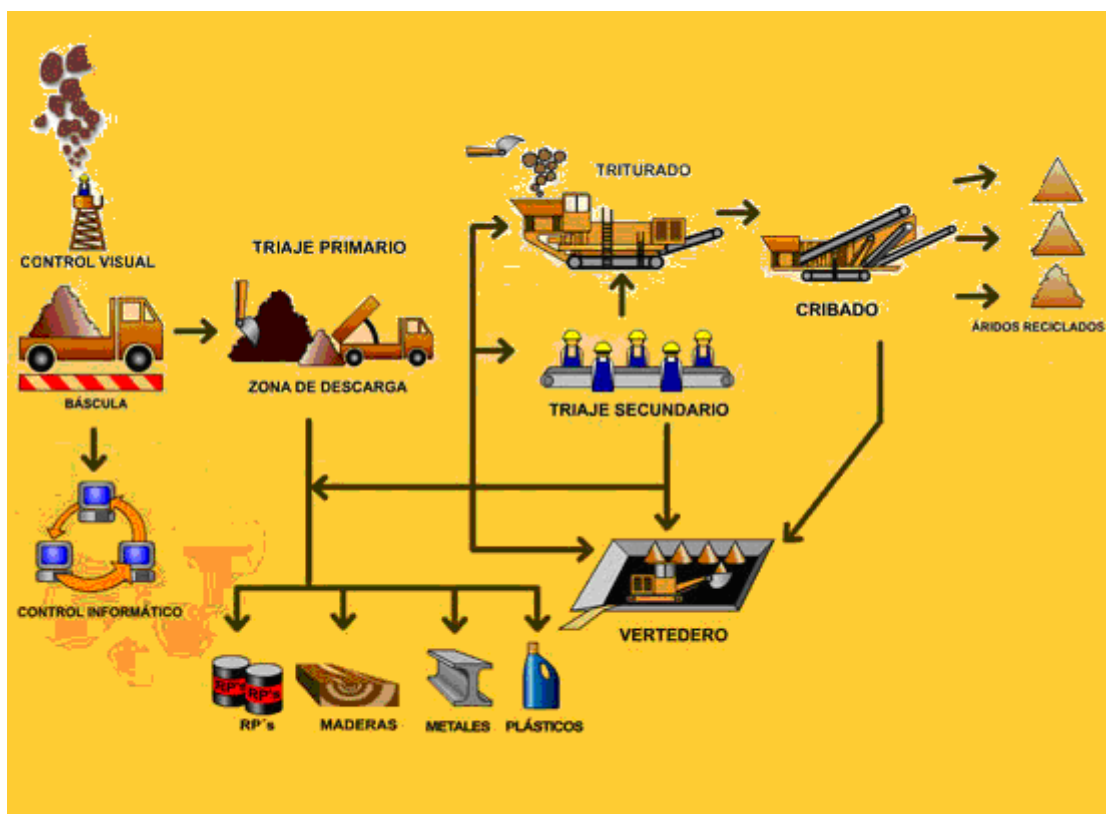 CONTROL VISUAL
BÁSCULA
CONTROL INFORMÁTICO
TRIAJE PRIMARIO
ZONA DE DESCARGA
TRITURADO
TRIAJE SECUNDARIO
CRIBADO
ÁRIDOS RECICLADOS
VERTEDERO
RP's
RP's
RP´s
MADERAS
METALES
PLÁSTICOS